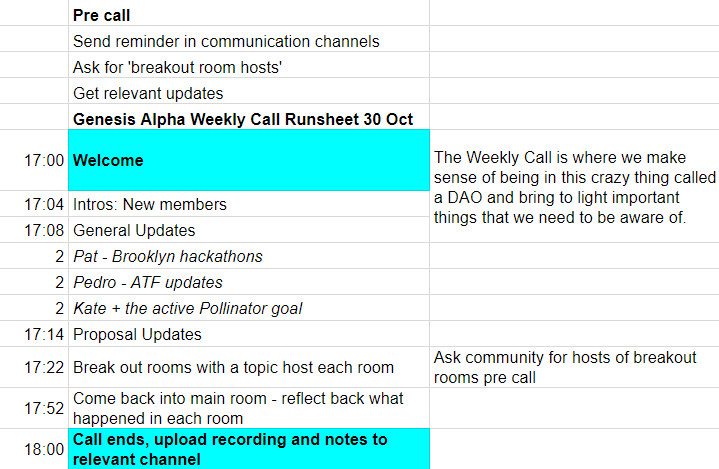 Pre call
Send reminder in communication channels
Ask for 'breakout room hosts'
Get relevant updates
Genesis Alpha Weekly Call Runsheet 30 Oct
17:00 Welcome
The Weekly Call is where we make
sense of being in this crazy thing called
a DAO and bring to light important
things that we need to be aware of.
17:04 Intros: New members
17:08 General Updates
2 Pat - Brooklyn hackathons
2 Pedro - ATF updates
2 Kate + the active Pollinator goal
17:14 Proposal Updates
17:22 Break out rooms with a topic host each room
Ask community for hosts of breakout
rooms pre call
17:52 Come back into main room - reflect back what
happened in each room
18:00 Call ends, upload recording and notes to
relevant channel